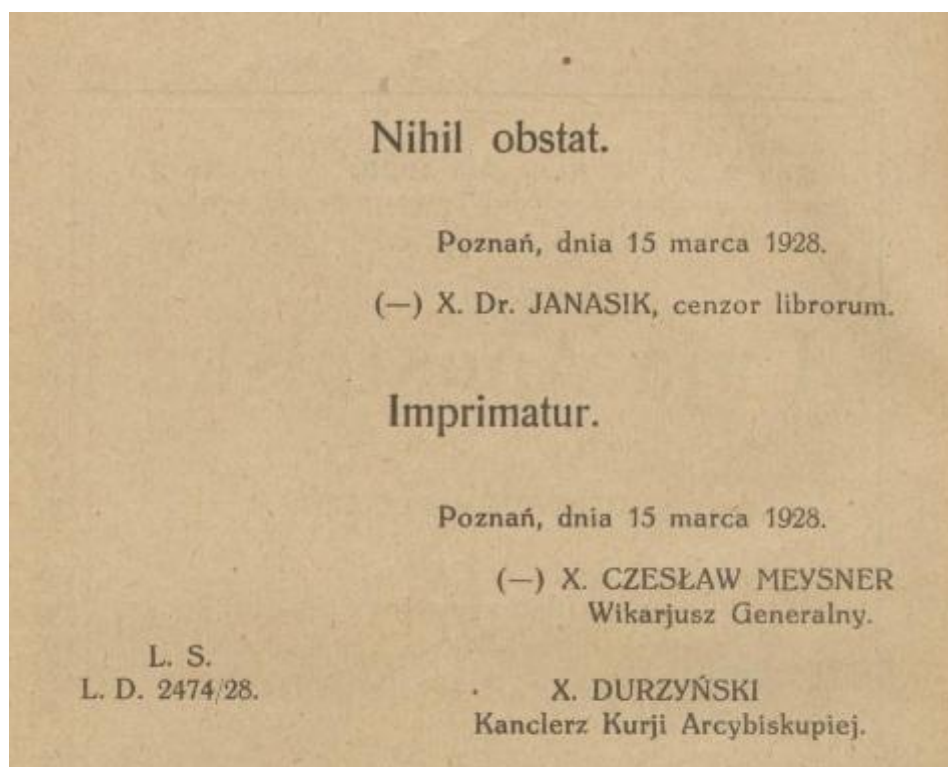 Nihil obstat.
Poznań, dnia 15 marca 1928.
(—) X. Dr. JANASIK, cenzor librorum.
Imprimatur.
Poznań, dnia 15 marca 1928.
(—) X. CZESŁAW MEYSNER
Wikarjusz Generalny.
L. S.
L. D. 2474/28.
X. DURZYŃSKI
Kanclerz Kurji Arcybiskupiej.